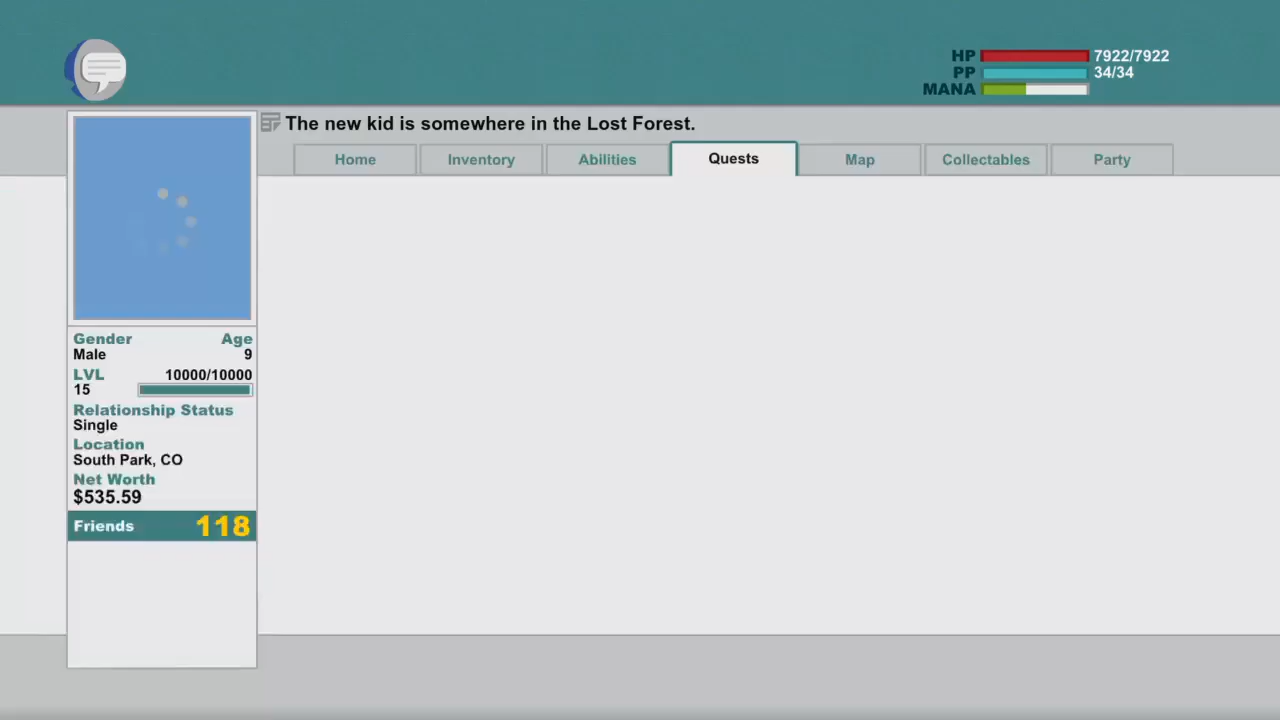 HP 7922/7922
PP 34/34
MANA
The new kid is somewhere in the Lost Forest.
Home Inventory Abilities Quests Map Collectables Party
Gender Age
Male 9
LVL 10000/10000
15
Relationship Status
Single
Location
South Park, CO
Net Worth
$535.59
Friends 118